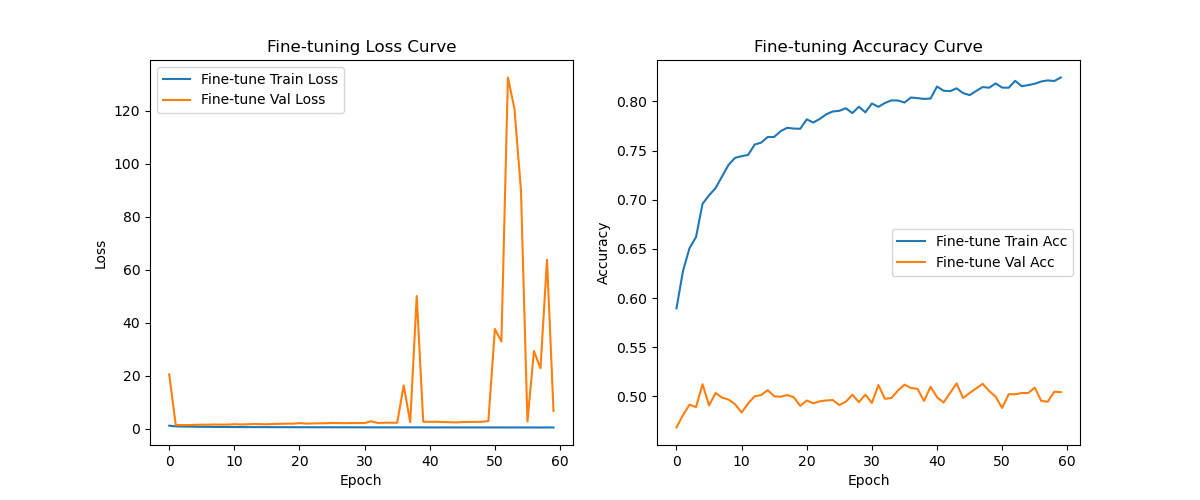 Fine-tuning Loss Curve
Fine-tune Train Loss
Fine-tune Val Loss
Loss
120
100
80
60
40
20
0
0 10 20 30 40 50 60
Epoch
Fine-tuning Accuracy Curve
Fine-tune Train Acc
Fine-tune Val Acc
Accuracy
0.80
0.75
0.70
0.65
0.60
0.55
0.50
0 10 20 30 40 50 60
Epoch